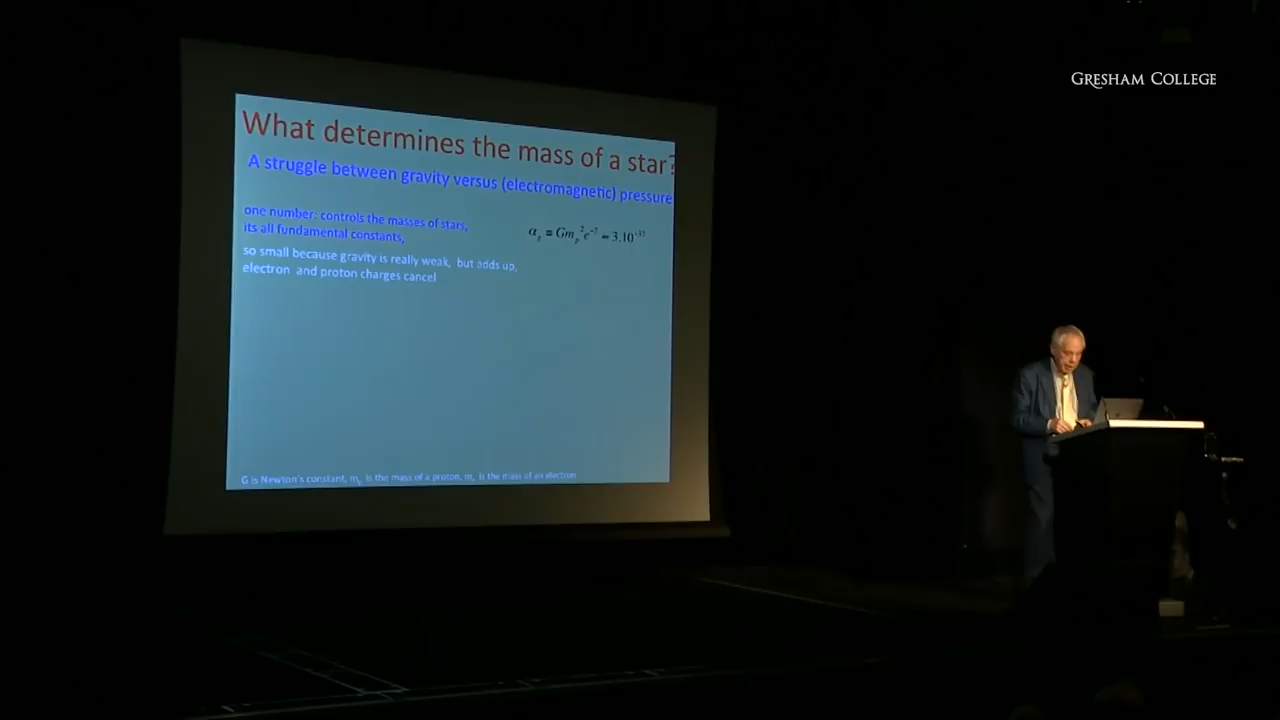 GRESHAM COLLEGE
What determines the mass of a star?
A struggle between gravity versus (electromagnetic) pressure
one number: controls the masses of stars,
its all fundamental constants,
so small because gravity is really weak, but adds up,
electron and proton charges cancel
G is Newton's constant, m is the mass of a proton, m is the mass of an electron